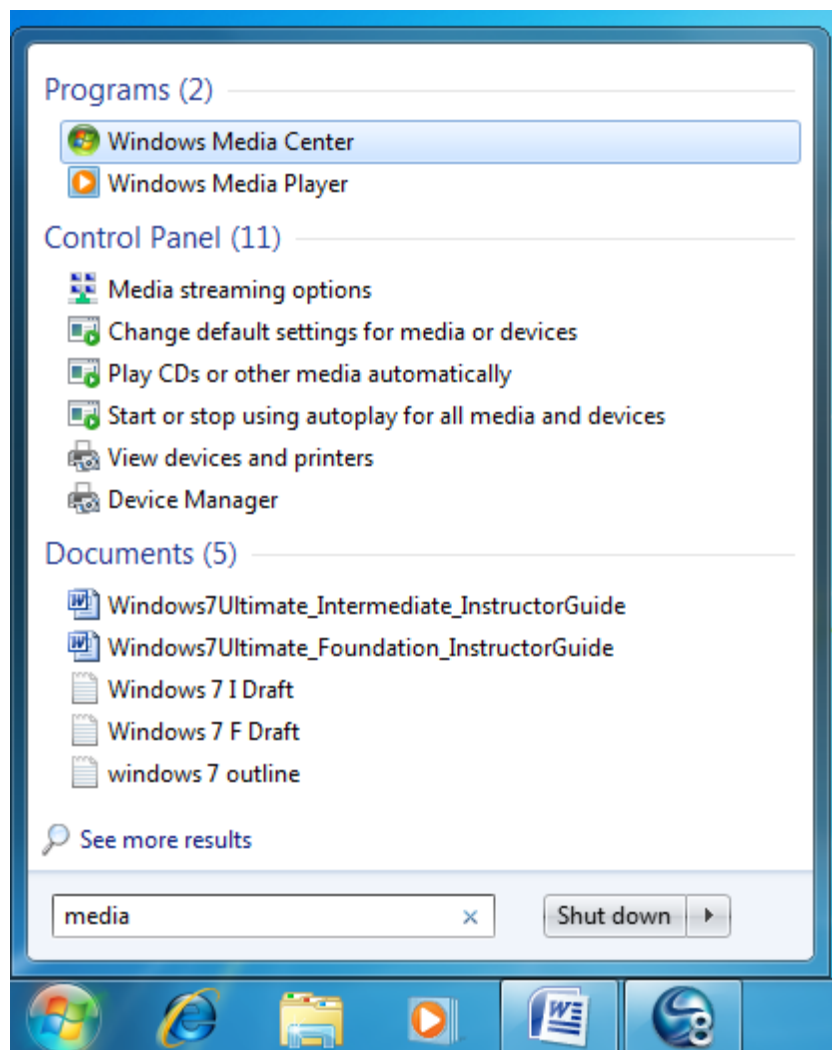 Programs (2)
Windows Media Center
Windows Media Player
Control Panel (11)
Media streaming options
Change default settings for media or devices
Play CDs or other media automatically
Start or stop using autoplay for all media and devices
View devices and printers
Device Manager
Documents (5)
Windows7Ultimate_Intermediate_InstructorGuide
Windows7Ultimate_Foundation_InstructorGuide
Windows 7 I Draft
Windows 7 F Draft
windows 7 outline
See more results
media × Shut down